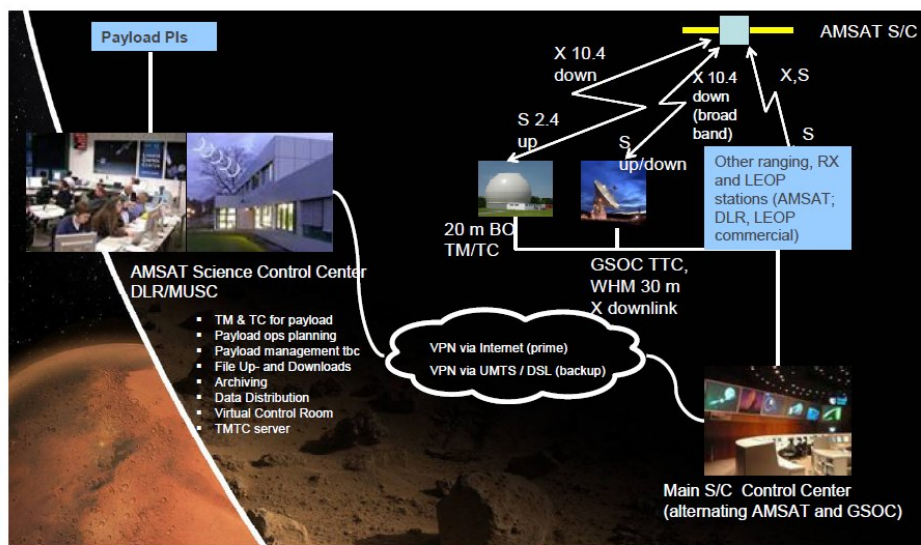 Payload PIs
AMSAT S/C
X 10.4
down
X 10.4
down
(broad
band)
X,S
S 2.4
up
S
up/down
S
Other ranging, RX
and LEOP
stations (AMSAT;
DLR, LEOP
commercial)
20 m BO
TM/TC
GSOC TTC,
WHM 30 m
X downlink
AMSAT Science Control Center
DLR/MUSC
TM & TC for payload
Payload ops planning
Payload management tbc
File Up- and Downloads
Archiving
Data Distribution
Virtual Control Room
TMTC server
VPN via Internet (prime)
VPN via UMTS / DSL (backup)
Main S/C Control Center
(alternating AMSAT and GSOC)